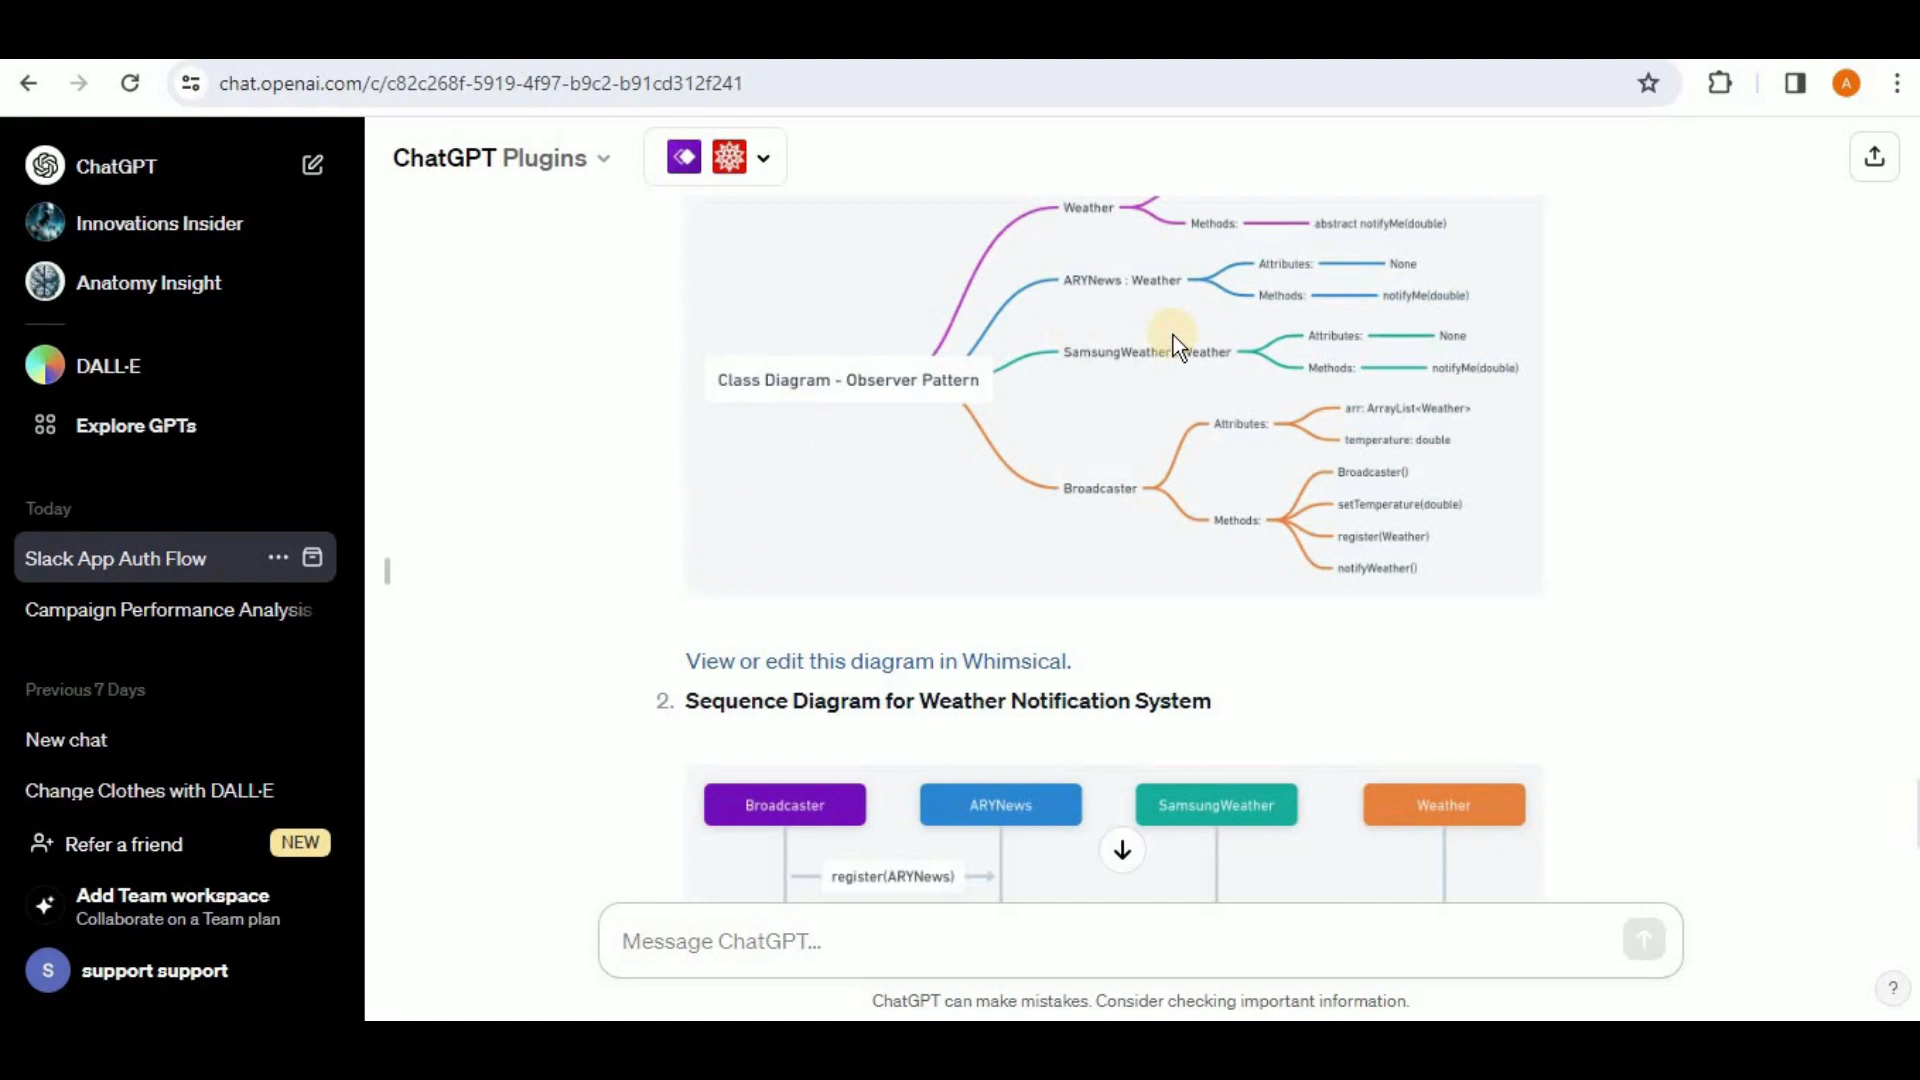 chat.openai.com/c/c82c268f-5919-4f97-b9c2-b91cd312f241
A
ChatGPT
Innovations Insider
Anatomy Insight
DALL·E
Explore GPTs
Today
Slack App Auth Flow
Campaign Performance Analysis
Previous 7 Days
New chat
Change Clothes with DALL·E
Refer a friend
NEW
Add Team workspace
Collaborate on a Team plan
S
support support
ChatGPT Plugins
Weather
Methods:
abstract notifyMe(double)
ARYNews : Weather
Attributes:
None
Methods:
notifyMe(double)
SamsungWeather
Weather
Attributes:
None
Methods:
notifyMe(double)
Class Diagram - Observer Pattern
Broadcaster
Attributes:
arr: ArrayList<Weather>
temperature: double
Methods:
Broadcaster()
setTemperature(double)
register(Weather)
notifyWeather()
View or edit this diagram in Whimsical.
2. Sequence Diagram for Weather Notification System
Broadcaster
ARYNews
SamsungWeather
Weather
register(ARYNews)
Message ChatGPT...
ChatGPT can make mistakes. Consider checking important information.
?